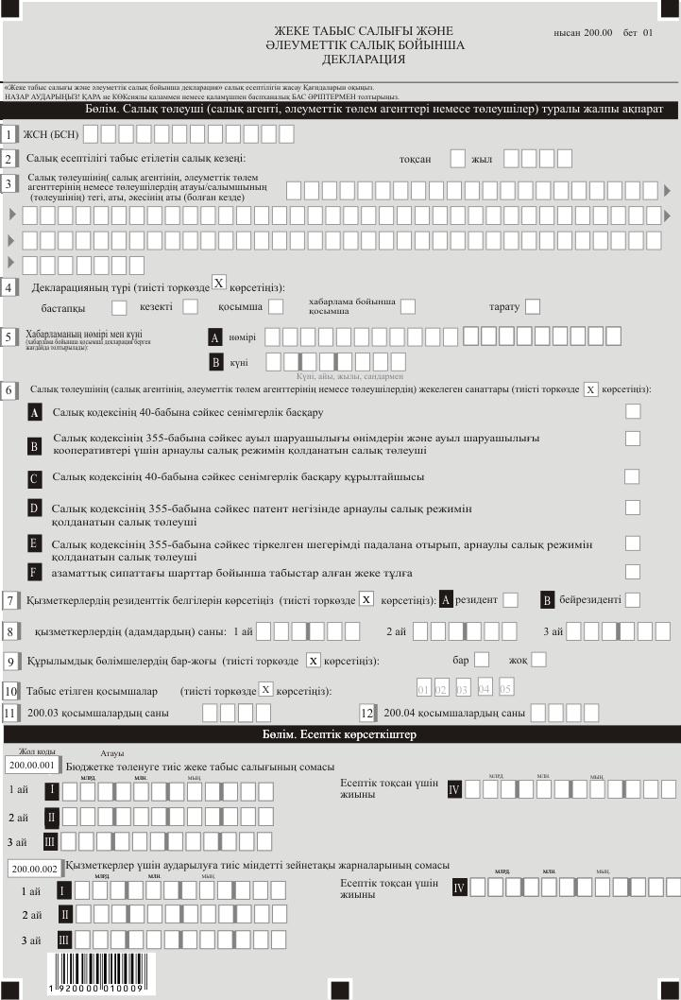 ЖЕКЕ ТАБЫС САЛЫҒЫ ЖӘНЕ
ӘЛЕУМЕТТІК САЛЫҚ БОЙЫНША
ДЕКЛАРАЦИЯ
нысан 200.00 бет 01
«Жеке табыс салығы және әлеуметтік салық бойынша декларация» салық есептілігін жасау Қағидаларын оқыңыз.
НАЗАР АУДАРЫҢЫЗ! ҚАРА не КӨКсиялы қаламмен немесе қаламұшпен баспаханалық БАС ӘРІПТЕРМЕН толтырыңыз.
Бөлім. Салық төлеуші (салық агенті, әлеуметтік төлем агенттері немесе төлеушілер) туралы жалпы ақпарат
1 ЖСН (БСН)
2 Салық есептілігі табыс етілетін салық кезеңі: тоқсан жыл
3 Салық төлеушінің( салық агентінің, әлеуметтік төлем
агенттерінің немесе төлеушілердің атауы/салымшының
(төлеушінің) тегі, аты, әкесінің аты (болған кезде)
4 Декларацияның түрі (тиісті торкөзде X көрсетіңіз):
бастапқы кезекті қосымша хабарлама бойынша
қосымша тарату
5 Хабарламаның нөмірі мен күні A нөмірі
(хабарлама бойынша қосымша декларация берген
жағдайда толтырылады):
B күні
Күні, айы, жылы, сандармен
6 Салық төлеушінің (салық агентінің, әлеуметтік төлем агенттерінің немесе төлеушілердің) жекелеген санаттары (тиісті торкөзде X көрсетіңіз):
A Салық кодексінің 40-бабына сәйкес сенімгерлік басқару
B Салық кодексінің 355-бабына сәйкес ауыл шаруашылығы өнімдерін және ауыл шаруашылығы
кооперативтері үшін арнаулы салық режимін қолданатын салық төлеуші
C Салық кодексінің 40-бабына сәйкес сенімгерлік басқару құрылтайшысы
D Салық кодексінің 355-бабына сәйкес патент негізінде арнаулы салық режимін
қолданатын салық төлеуші
E Салық кодексінің 355-бабына сәйкес тіркелген шегерімді падалана отырып, арнаулы салық режимін
қолданатын салық төлеуші
F азаматтық сипаттағы шарттар бойынша табыстар алған жеке тұлға
7 Қызметкерлердің резиденттік белгілерін көрсетіңіз (тиісті торкөзде X көрсетіңіз): A резидент B бейрезиденті
8 қызметкерлердің (адамдардың) саны: 1 ай 2 ай 3 ай
9 Құрылымдық бөлімшелердің бар-жоғы (тиісті торкөзде X көрсетіңіз): бар жоқ
10 Табыс етілген қосымшалар (тиісті торкөзде X көрсетіңіз): 01 02 03 04 05
11 200.03 қосымшалардың саны 12 200.04 қосымшалардың саны
Бөлім. Есептік көрсеткіштер
Жол коды Атауы
200.00.001 Бюджетке төленуге тиіс жеке табыс салығының сомасы
млрд. млн. мың.
1 ай I
Есептік тоқсан үшін
жиыны IV
млрд. млн. мың.
2 ай II
3 ай III
200.00.002 Қызметкерлер үшін аударылуға тиіс міндетті зейнетақы жарналарының сомасы
млрд. млн. мың.
1 ай I
Есептік тоқсан үшін
жиыны IV
млрд. млн. мың.
2 ай II
3 ай III
1 920000 010009